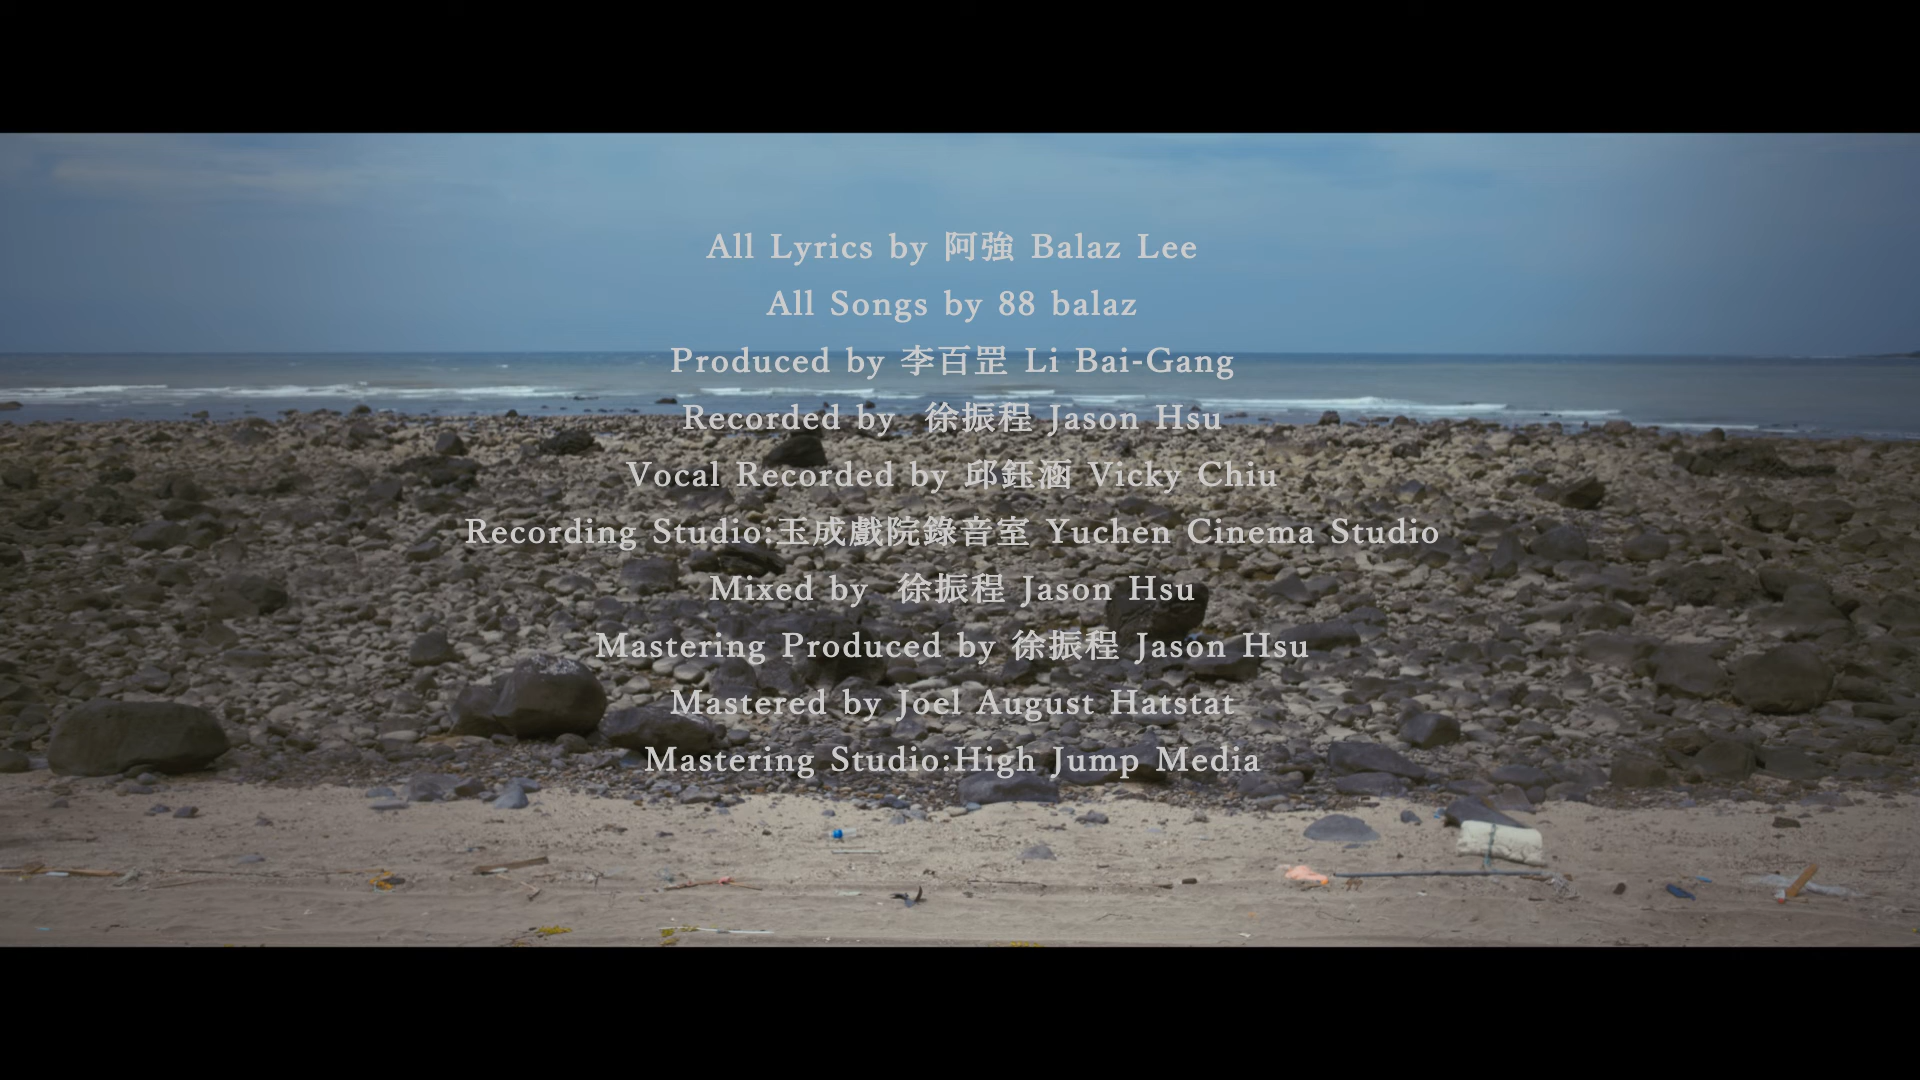 All Lyrics by 阿強 Balaz Lee
All Songs by 88 balaz
Produced by 李百罡 Li Bai-Gang
Recorded by 徐振程 Jason Hsu
Vocal Recorded by 邱鈺涵 Vicky Chiu
Recording Studio:玉成戲院錄音室 Yuchen Cinema Studio
Mixed by 徐振程 Jason Hsu
Mastering Produced by 徐振程 Jason Hsu
Mastered by Joel August Hatstat
Mastering Studio:High Jump Media